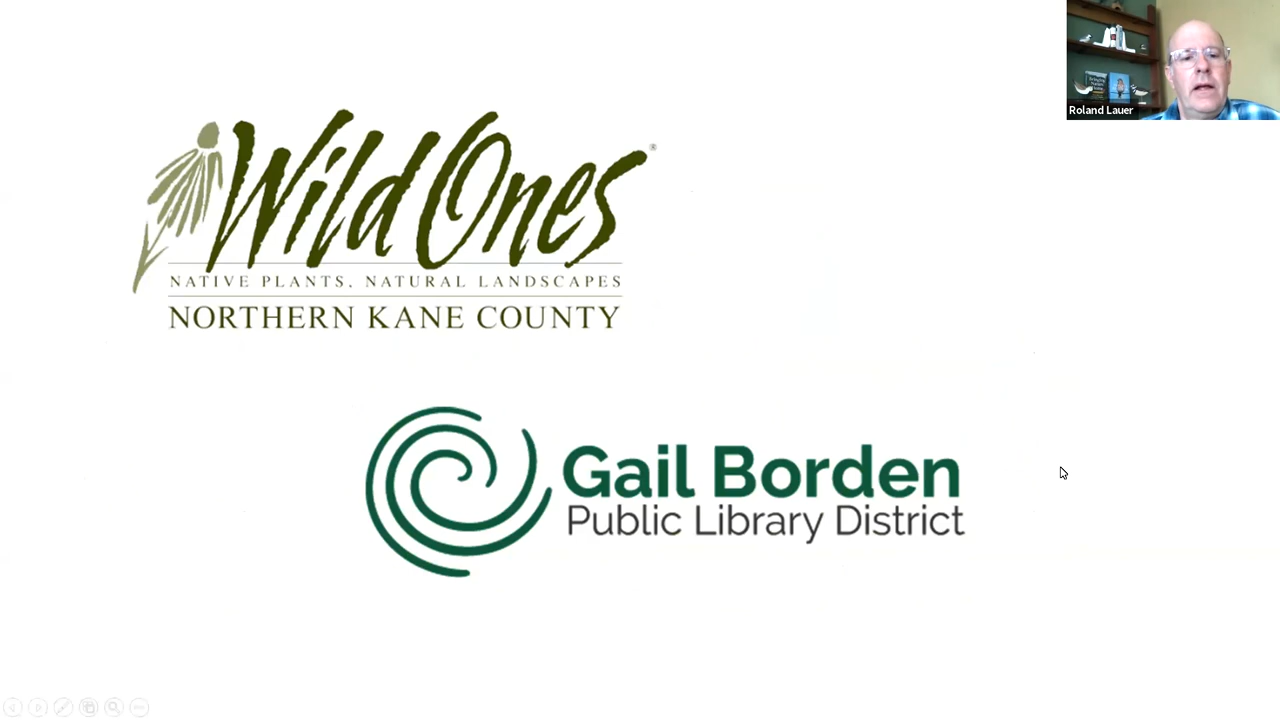 Roland Lauer
Wild Ones®
NATIVE PLANTS, NATURAL LANDSCAPES
NORTHERN KANE COUNTY
Gail Borden
Public Library District